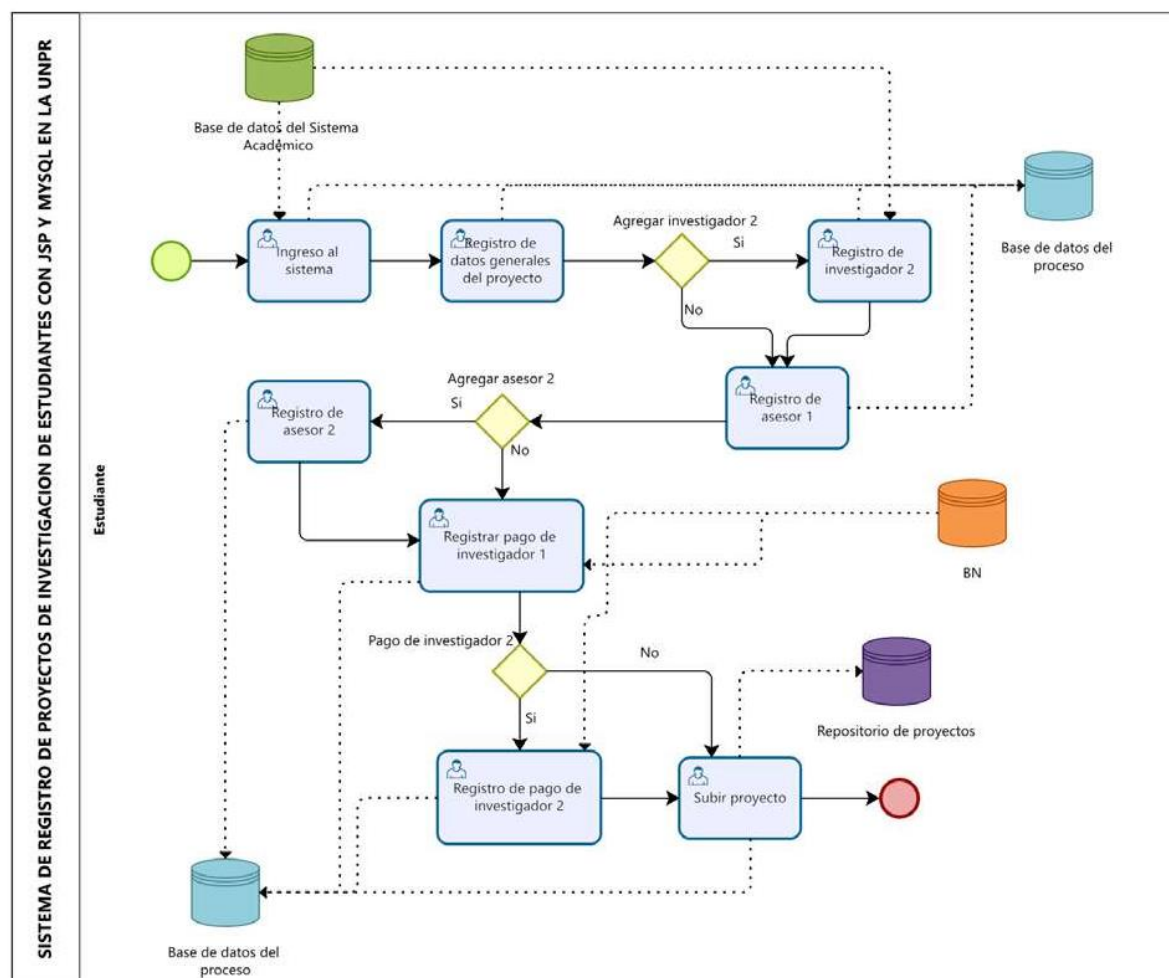 SISTEMA DE REGISTRO DE PROYECTOS DE INVESTIGACION DE ESTUDIANTES CON JSP Y MYSQL EN LA UNPR
Estudiante
Base de datos del Sistema
Académico
Base de datos del
proceso
Ingreso al
sistema
Registro de
datos generales
del proyecto
Agregar investigador 2
Si
No
Registro de
investigador 2
Registro de
asesor 1
Agregar asesor 2
Si
No
Registro de
asesor 2
Registrar pago de
investigador 1
BN
Pago de investigador 2
No
Si
Repositorio de proyectos
Registro de pago de
investigador 2
Subir proyecto
Base de datos del
proceso